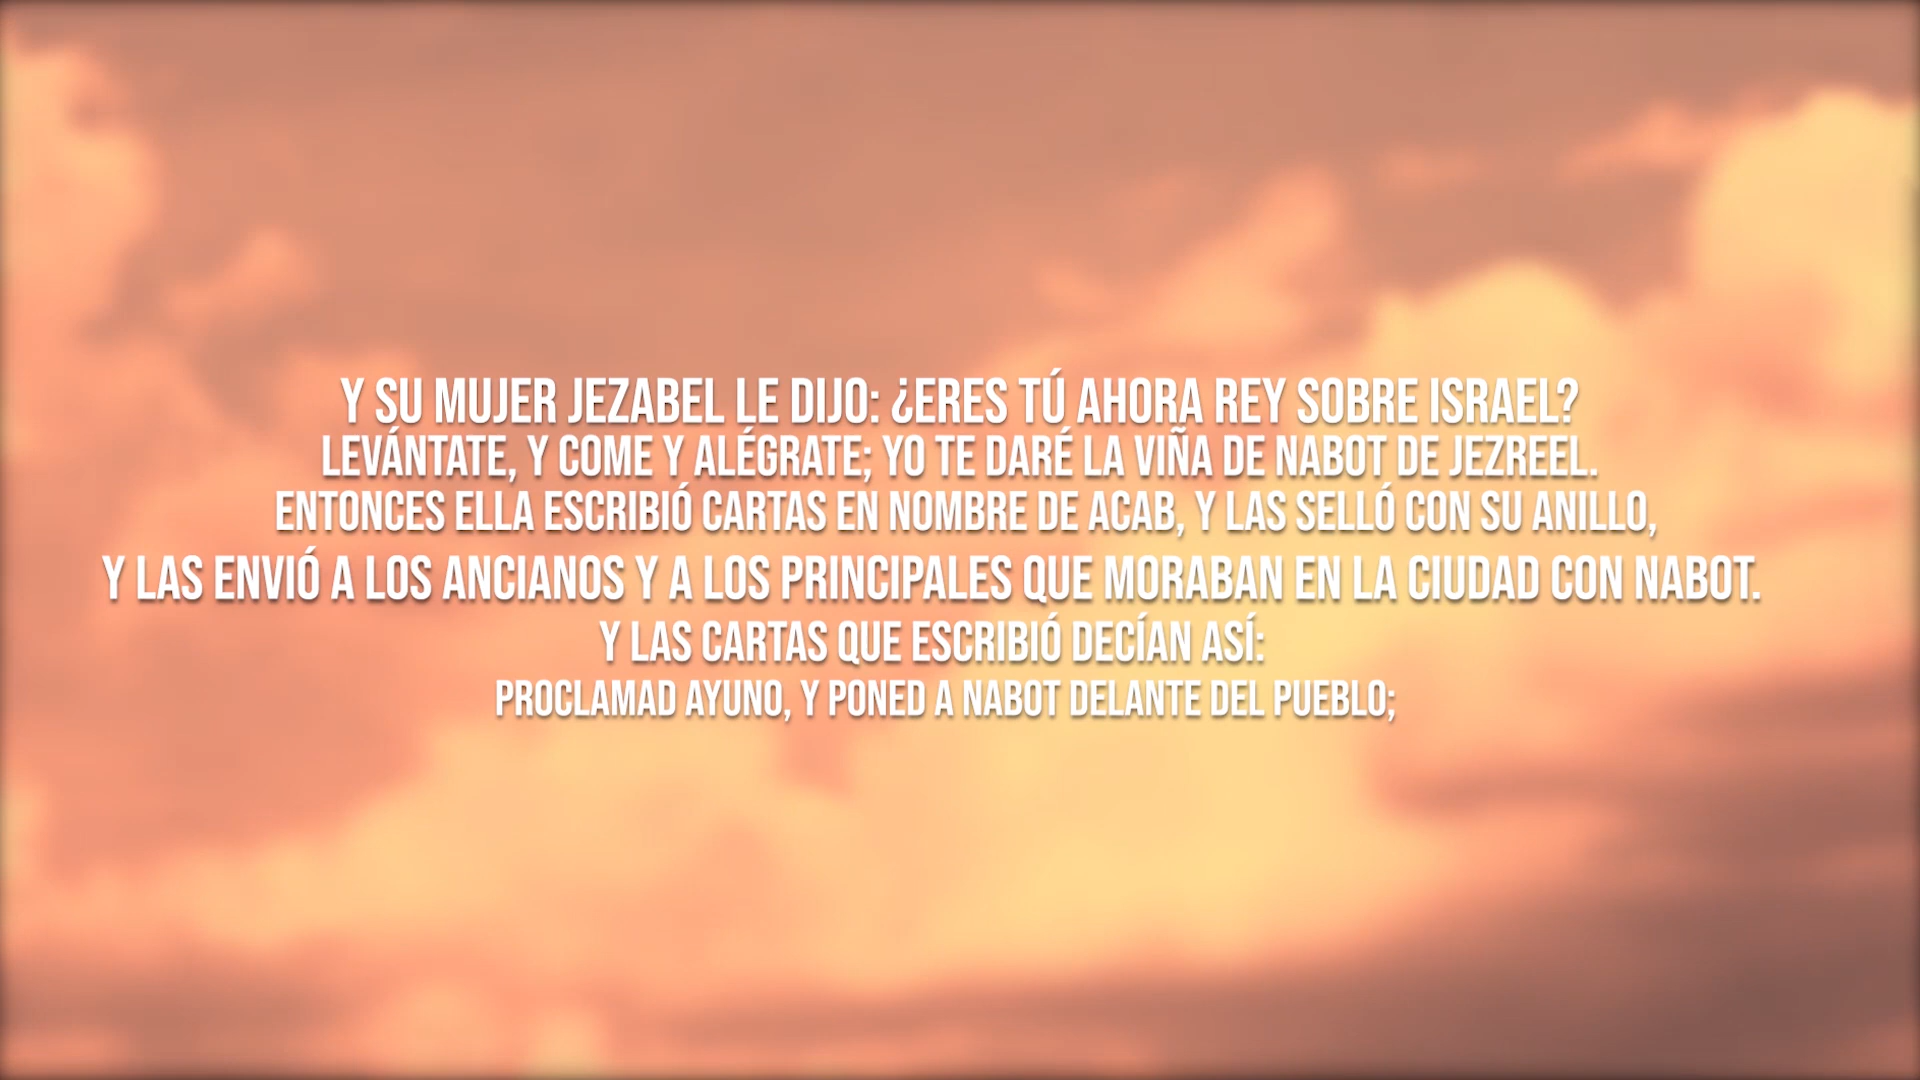 Y SU MUJER JEZABEL LE DIJO: ¿ERES TÚ AHORA REY SOBRE ISRAEL?
LEVÁNTATE, Y COME Y ALÉGRATE; YO TE DARÉ LA VIÑA DE NABOT DE JEZREEL.
ENTONCES ELLA ESCRIBIÓ CARTAS EN NOMBRE DE ACAB, Y LAS SELLÓ CON SU ANILLO,
Y LAS ENVIÓ A LOS ANCIANOS Y A LOS PRINCIPALES QUE MORABAN EN LA CIUDAD CON NABOT.
Y LAS CARTAS QUE ESCRIBIÓ DECÍAN ASÍ:
PROCLAMAD AYUNO, Y PONED A NABOT DELANTE DEL PUEBLO;